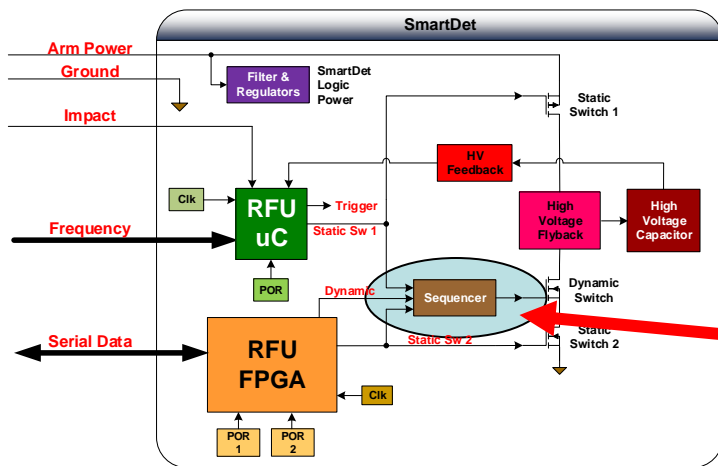 SmartDet
Arm Power
Ground
Filter &
Regulators
SmartDet
Logic
Power
Static
Switch 1
Impact
HV
Feedback
Clk
RFU
uC
Trigger
Static Sw 1
High
Voltage
Flyback
High
Voltage
Capacitor
Frequency
POR
Dynamic
Sequencer
Dynamic
Switch
Serial Data
RFU
FPGA
Static Sw 2
Static
Switch 2
Clk
POR
1
POR
2